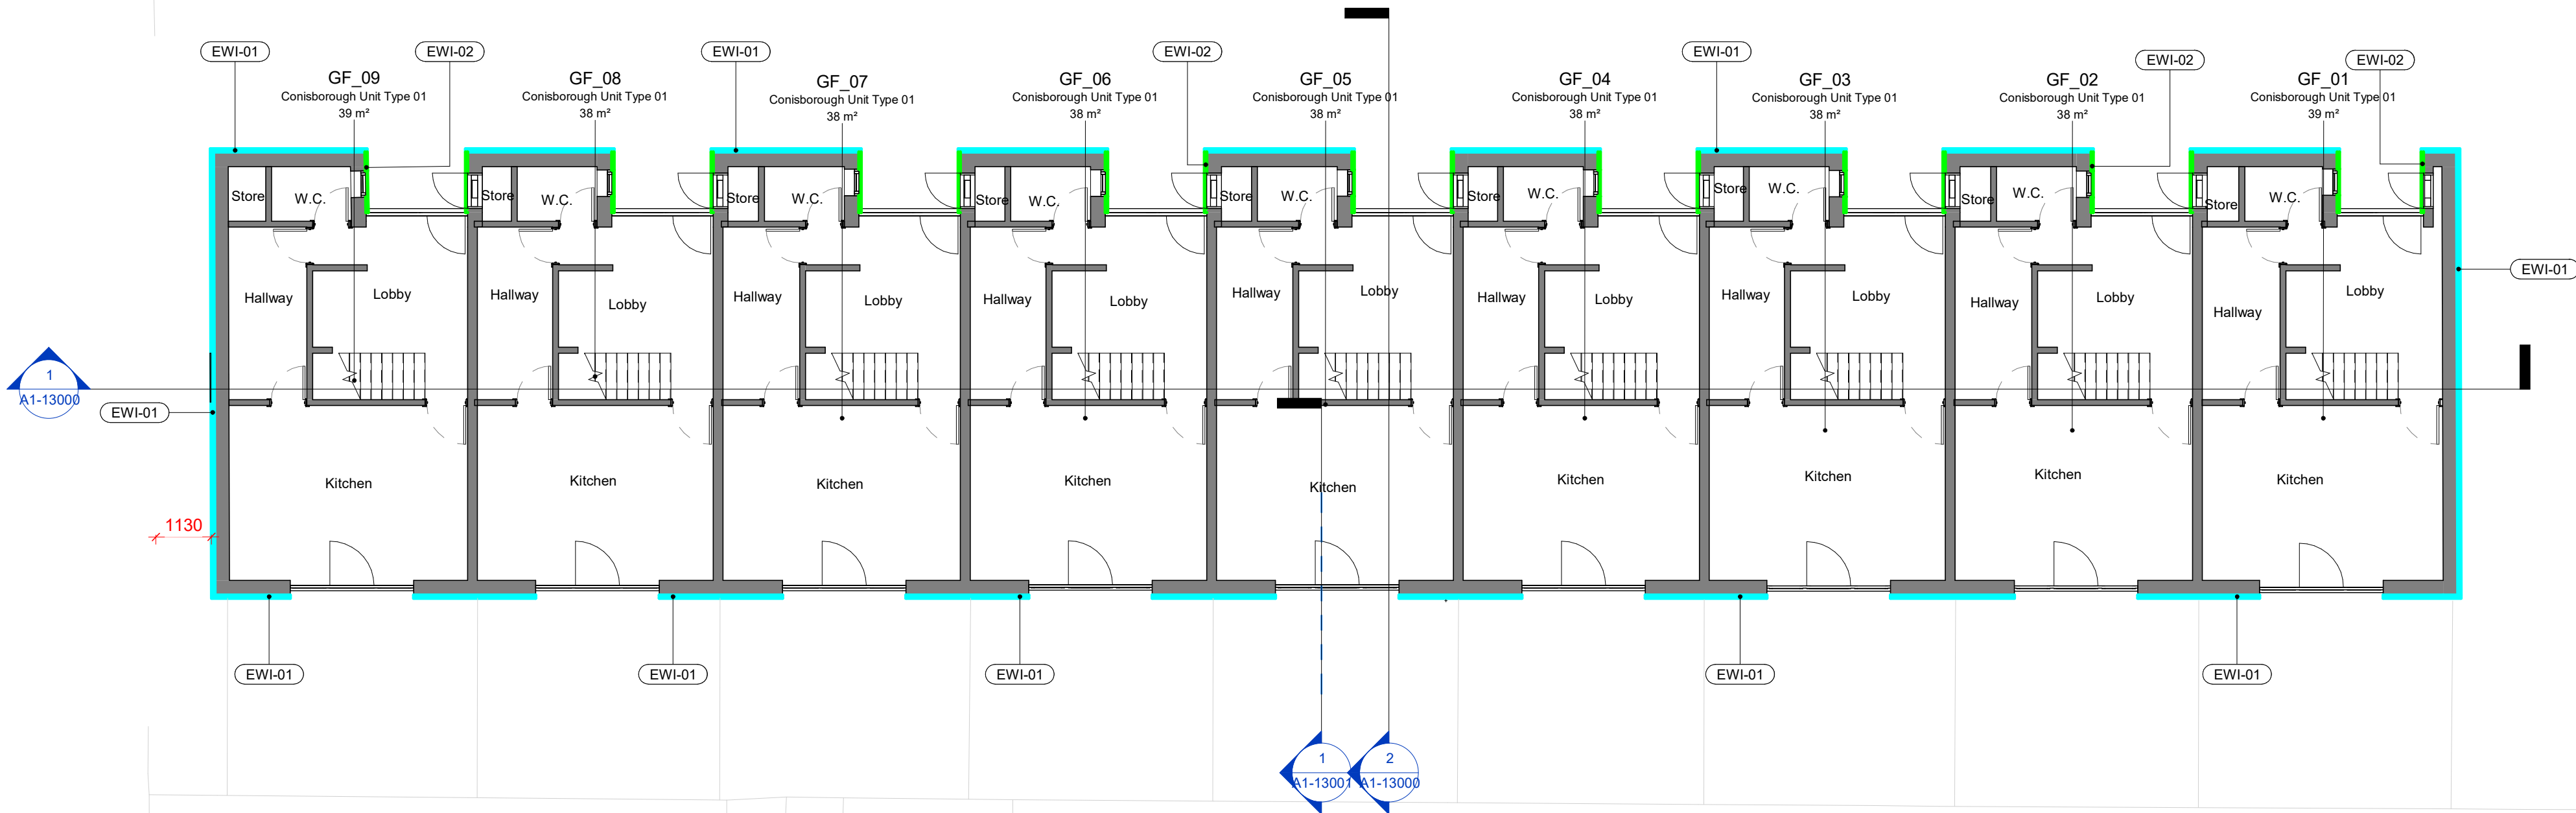 EWI-01
EWI-02
EWI-01
EWI-02
EWI-01
EWI-02
EWI-02
GF_09
Conisborough Unit Type 01
39 m²
GF_08
Conisborough Unit Type 01
38 m²
GF_07
Conisborough Unit Type 01
38 m²
GF_06
Conisborough Unit Type 01
38 m²
GF_05
Conisborough Unit Type 01
38 m²
GF_04
Conisborough Unit Type 01
38 m²
GF_03
Conisborough Unit Type 01
38 m²
GF_02
Conisborough Unit Type 01
38 m²
GF_01
Conisborough Unit Type 01
39 m²
Store
W.C.
Store
W.C.
Store
W.C.
Store
W.C.
Store
W.C.
Store
W.C.
Store
W.C.
Store
W.C.
Store
W.C.
Hallway
Lobby
Hallway
Lobby
Hallway
Lobby
Hallway
Lobby
Hallway
Lobby
Hallway
Lobby
Hallway
Lobby
Hallway
Lobby
Hallway
Lobby
EWI-01
1
A1-13000
EWI-01
Kitchen
Kitchen
Kitchen
Kitchen
Kitchen
Kitchen
Kitchen
Kitchen
Kitchen
1130
EWI-01
EWI-01
EWI-01
EWI-01
EWI-01
1
A1-13001
2
A1-13000